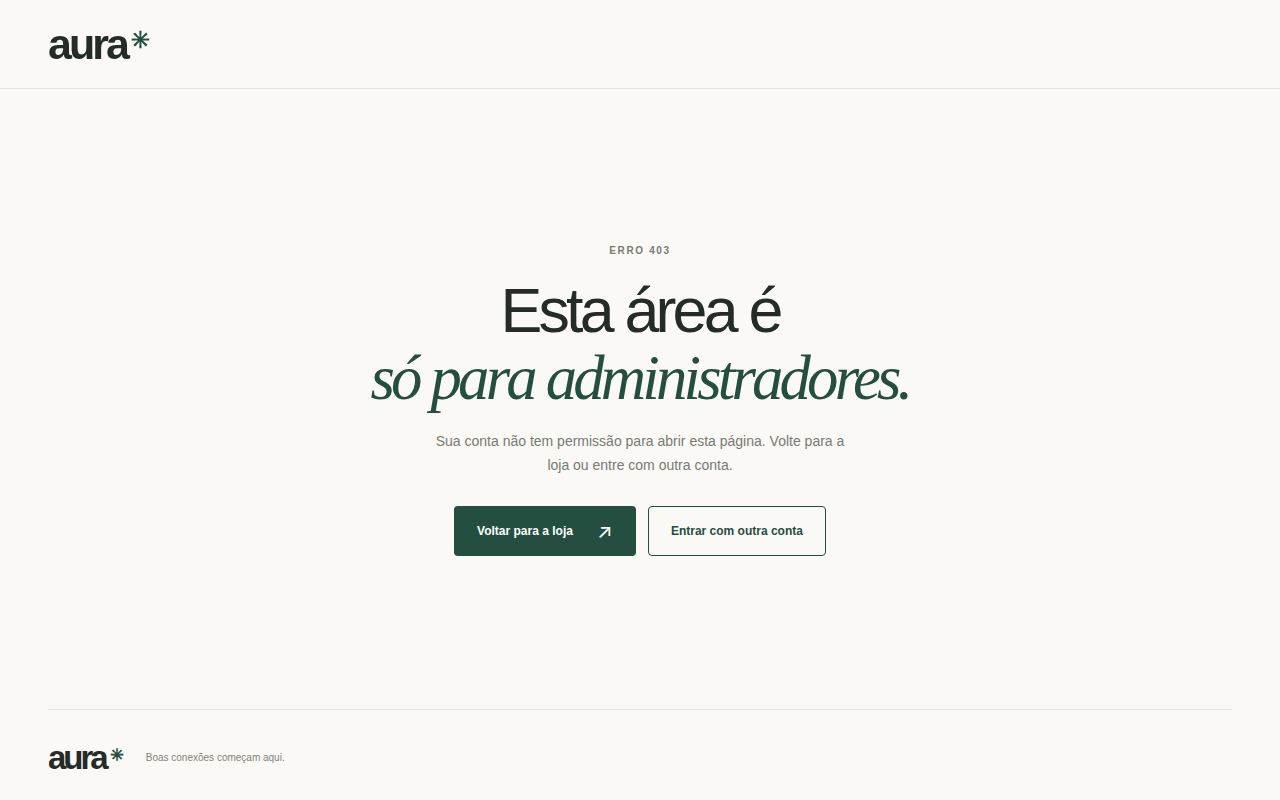 aura
ERRO 403
Esta área é
só para administradores.
Sua conta não tem permissão para abrir esta página. Volte para a
loja ou entre com outra conta.
Voltar para a loja
Entrar com outra conta
aura
Boas conexões começam aqui.